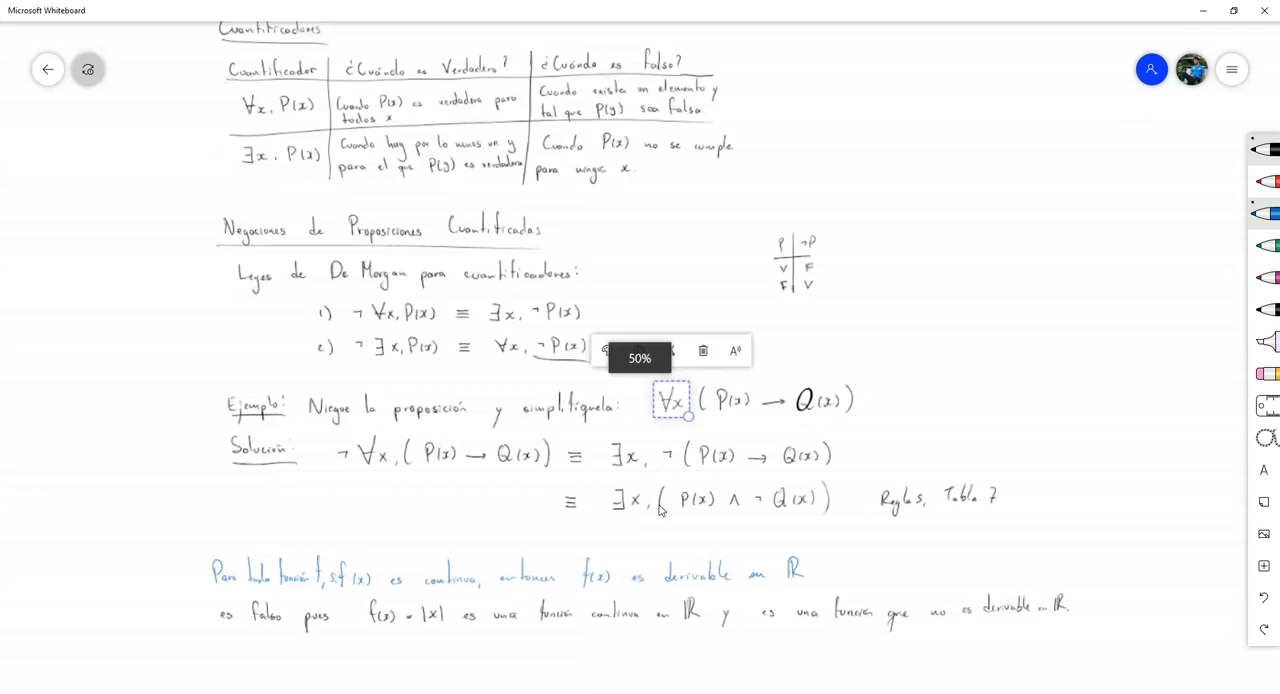 Microsoft Whiteboard
Cuantificadores
Cuantificador ¿Cuándo es Verdadero? ¿Cuándo es Falso?
∀x, P(x) Cuando P(x) es verdadera para todos x Cuando exista un elemento y tal que P(y) sea falsa.
∃x, P(x) Cuando hay por lo menos un y para el que P(y) es verdadera Cuando P(x) no se cumple para ningún x.
Negaciones de Proposiciones Cuantificadas
P ¬P
V F
F V
Leyes de De Morgan para cuantificadores:
1) ¬ ∀x, P(x) ≡ ∃x, ¬P(x)
2) ¬ ∃x, P(x) ≡ ∀x, ¬P(x)
50%
Ejemplo: Niegue la proposición y simplifíquela: ∀x (P(x) → Q(x))
Solución: ¬ ∀x, (P(x) → Q(x)) ≡ ∃x, ¬(P(x) → Q(x))
≡ ∃x, (P(x) ∧ ¬Q(x)) Reglas, Tabla 7
Para toda función f, si f(x) es continua, entonces f(x) es derivable en ℝ
es falso pues f(x) = |x| es una función continua en ℝ y es una función que no es derivable en ℝ.